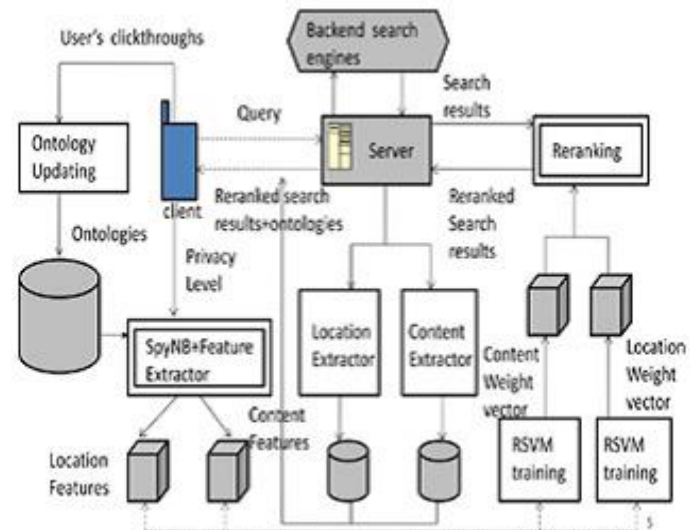 User's clickthroughs
Backend search
engines
Search
results
Query
Ontology
Updating
Server
Reranking
client
Reranked search
results+ontologies
Reranked
Search
results
Ontologies
Privacy
Level
Location
Extractor
Content
Extractor
SpyNB+Feature
Extractor
Content
Weight
vector
Location
Weight
vector
Content
Features
Location
Features
RSVM
training
RSVM
training
s